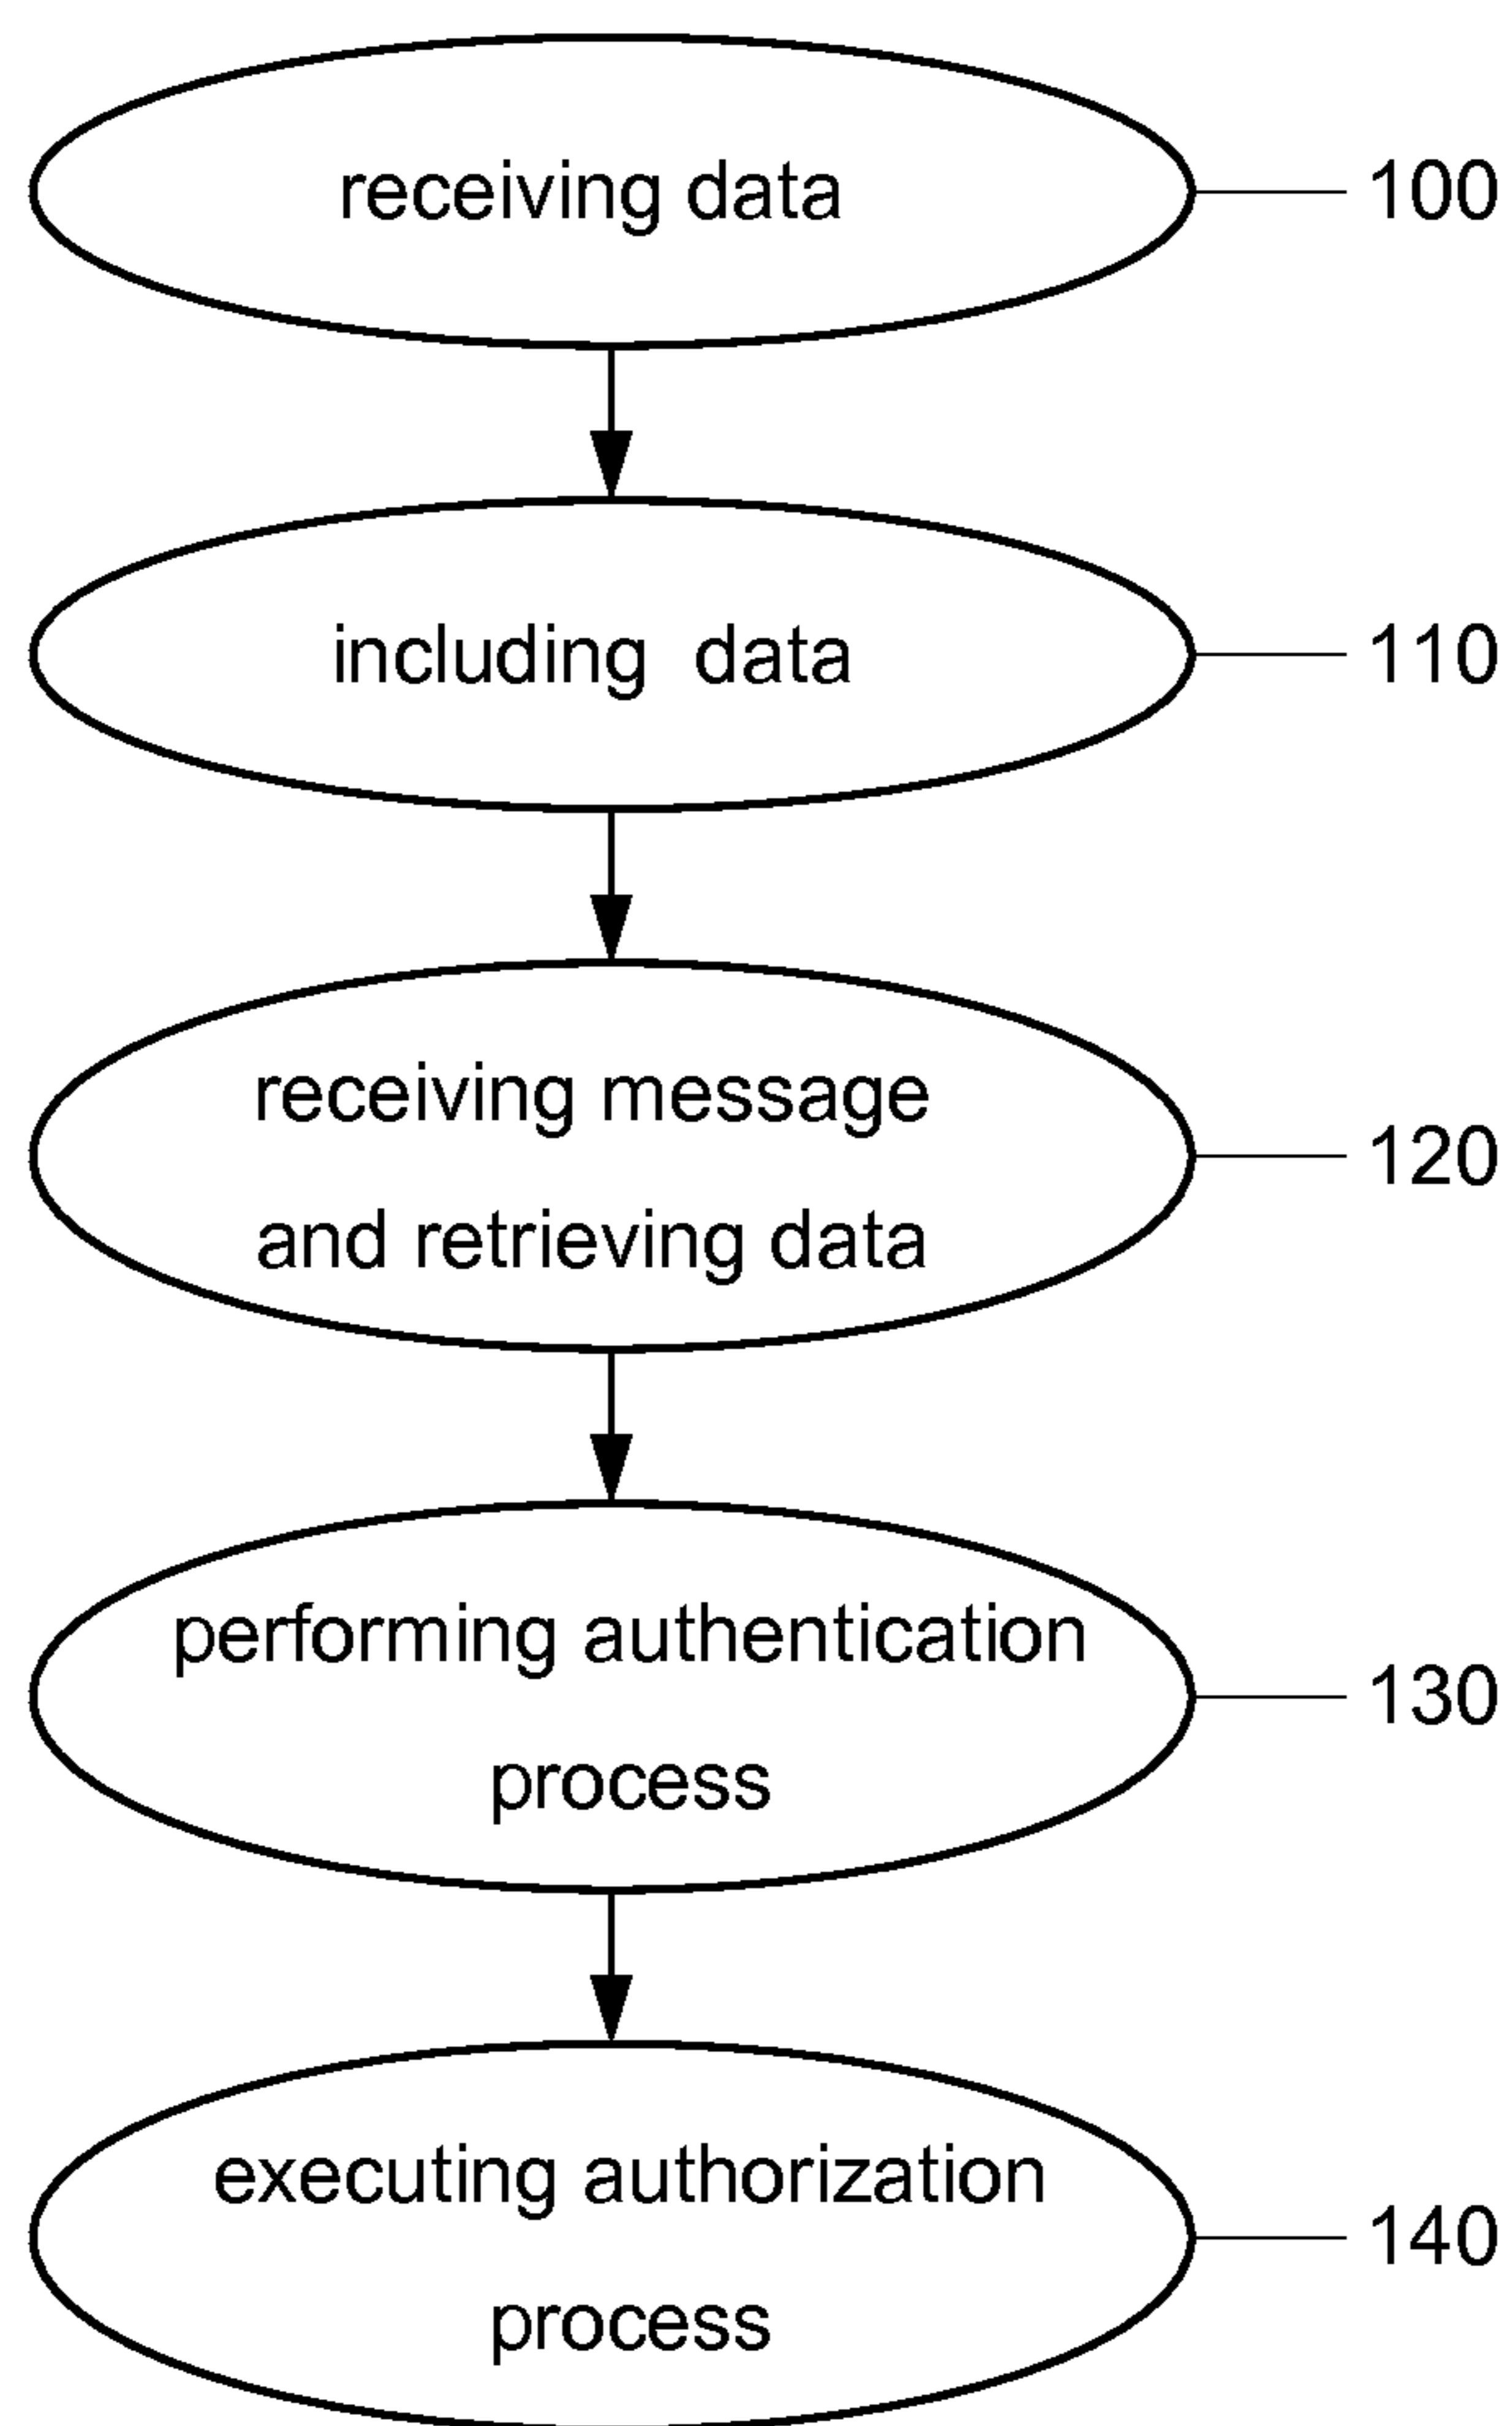 receiving data
100
including data
110
receiving message
and retrieving data
120
performing authentication
process
130
executing authorization
process
140